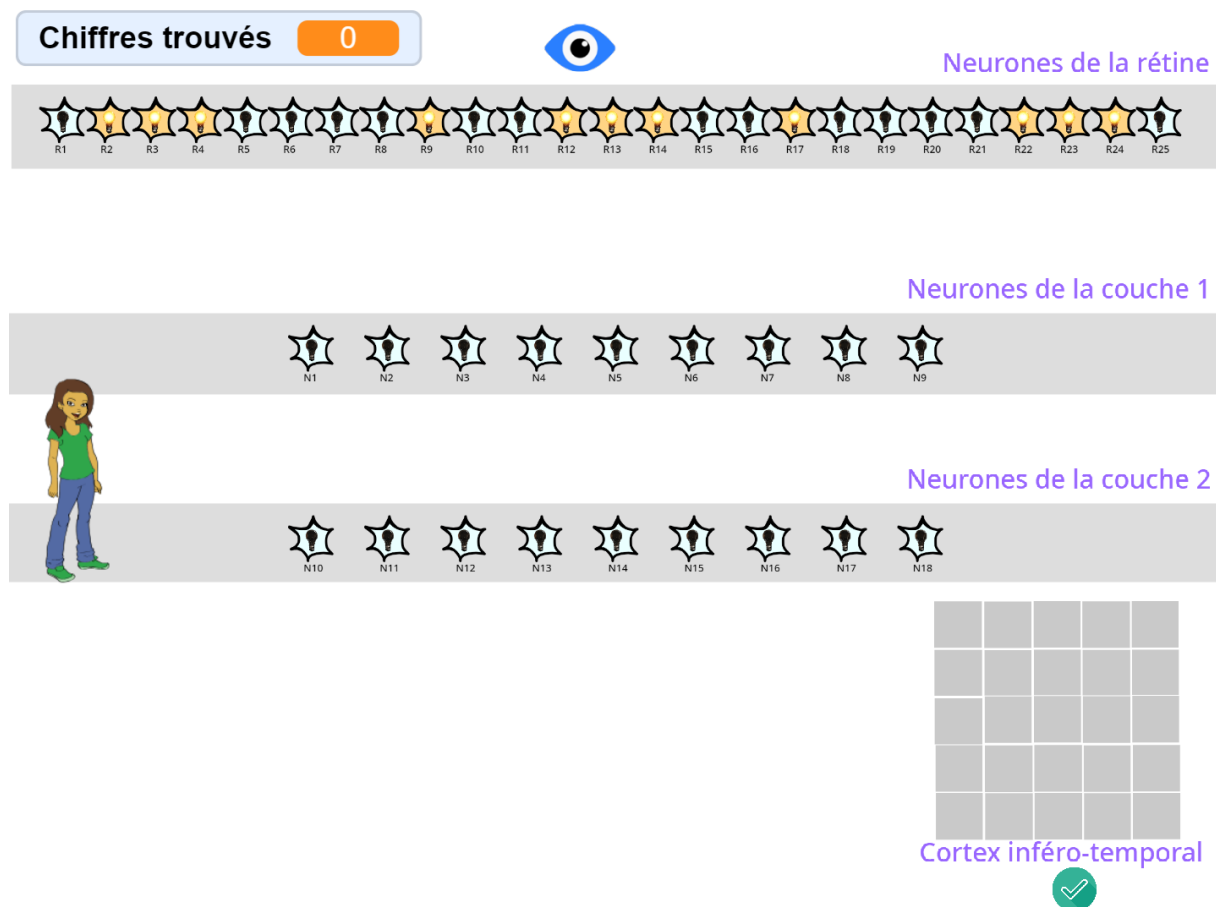 Chiffres trouvés 0
Neurones de la rétine
R1 R2 R3 R4 R5 R6 R7 R8 R9 R10 R11 R12 R13 R14 R15 R16 R17 R18 R19 R20 R21 R22 R23 R24 R25
Neurones de la couche 1
N1 N2 N3 N4 N5 N6 N7 N8 N9
Neurones de la couche 2
N10 N11 N12 N13 N14 N15 N16 N17 N18
Cortex inféro-temporal